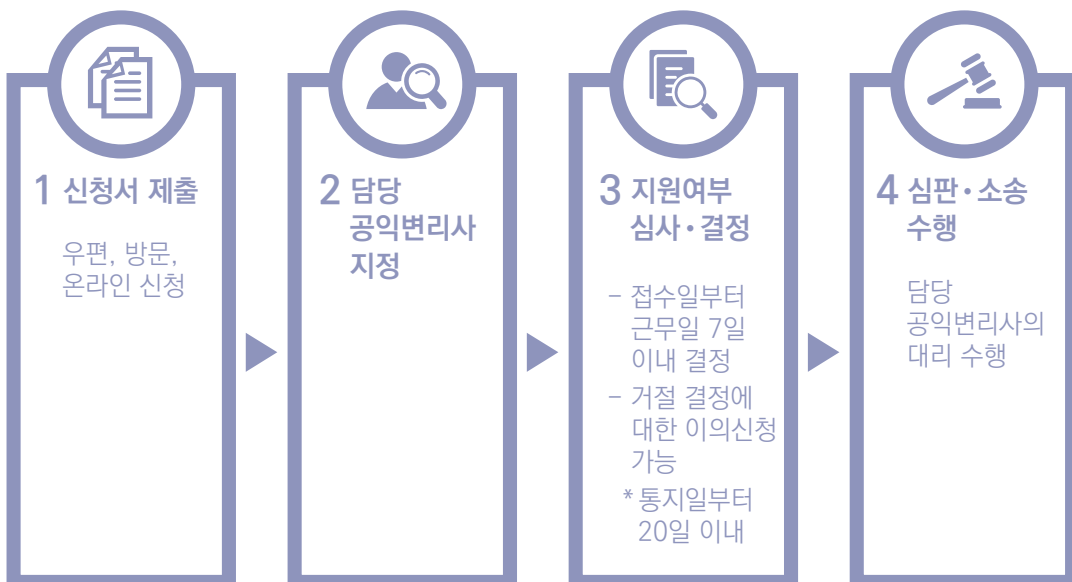 1 신청서 제출
우편, 방문,
온라인 신청
2 담당
공익변리사
지정
3 지원여부
심사·결정
- 접수일부터
근무일 7일
이내 결정
- 거절 결정에
대한 이의신청
가능
* 통지일부터
20일 이내
4 심판·소송
수행
담당
공익변리사의
대리 수행